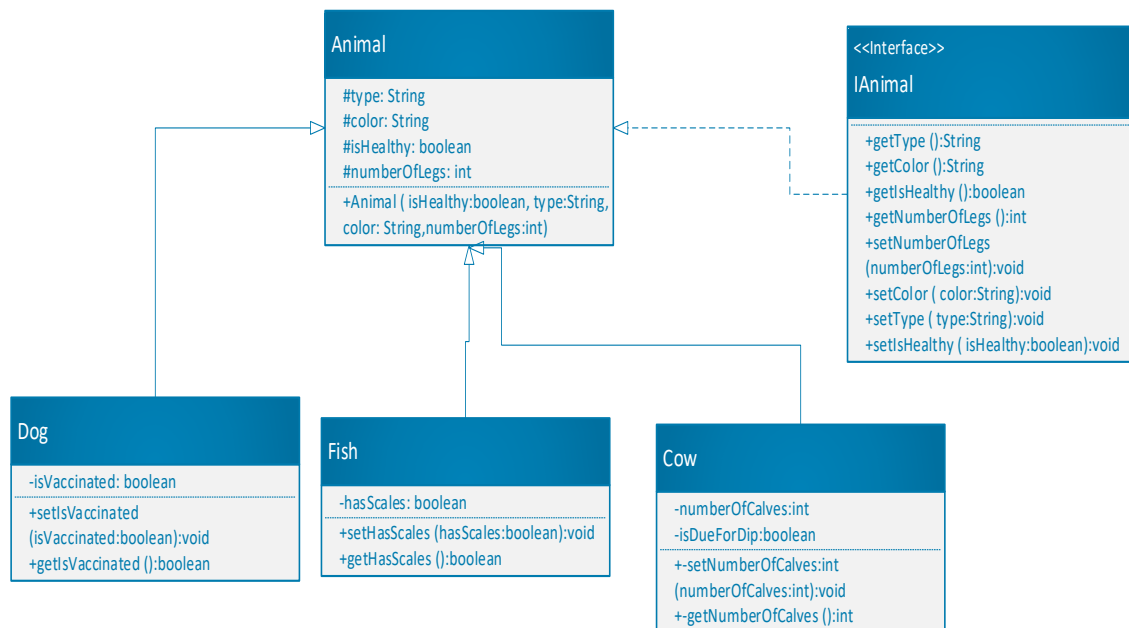 Animal
#type: String
#color: String
#isHealthy: boolean
#numberOfLegs: int
+Animal ( isHealthy:boolean, type:String,
color: String,numberOfLegs:int)
<<Interface>>
IAnimal
+getType ():String
+getColor ():String
+getIsHealthy ():boolean
+getNumberOfLegs ():int
+setNumberOfLegs
(numberOfLegs:int):void
+setColor ( color:String):void
+setType ( type:String):void
+setIsHealthy ( isHealthy:boolean):void
Dog
-isVaccinated: boolean
+setIsVaccinated
(isVaccinated:boolean):void
+getIsVaccinated ():boolean
Fish
-hasScales: boolean
+setHasScales (hasScales:boolean):void
+getHasScales ():boolean
Cow
-numberOfCalves:int
-isDueForDip:boolean
+-setNumberOfCalves:int
(numberOfCalves:int):void
+-getNumberOfCalves ():int